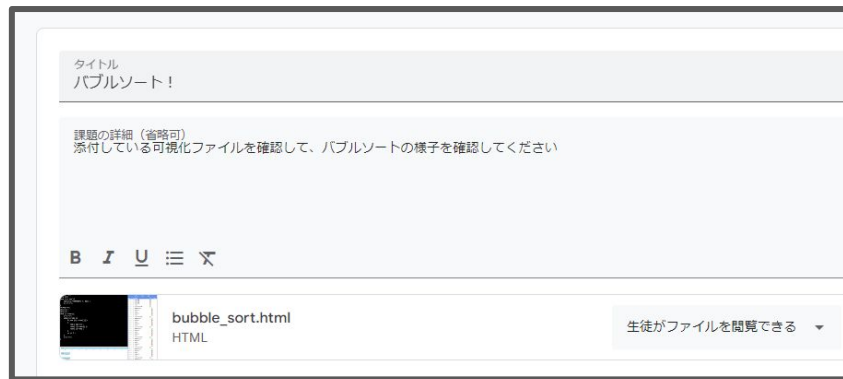 タイトル
バブルソート！
課題の詳細（省略可）
添付している可視化ファイルを確認して、バブルソートの様子を確認してください
B I U
bubble_sort.html
HTML
生徒がファイルを閲覧できる